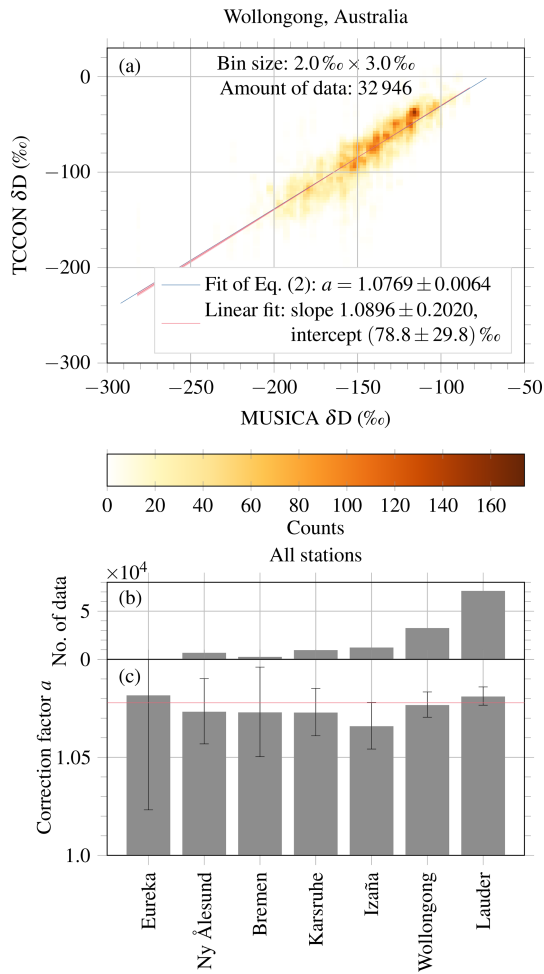 Wollongong, Australia
(a)
Bin size: 2.0 ‰ × 3.0 ‰
Amount of data: 32 946
0
−100
−200
−300
TCCON δD (‰)
Fit of Eq. (2): a = 1.0769 ± 0.0064
Linear fit: slope 1.0896 ± 0.2020,
intercept (78.8 ± 29.8) ‰
−300 −250 −200 −150 −100 −50
MUSICA δD (‰)
0 20 40 60 80 100 120 140 160
Counts
All stations
×10⁴
(b)
5
0
No. of data
(c)
1.05
1.0
Correction factor a
Eureka
Ny Ålesund
Bremen
Karsruhe
Izaña
Wollongong
Lauder